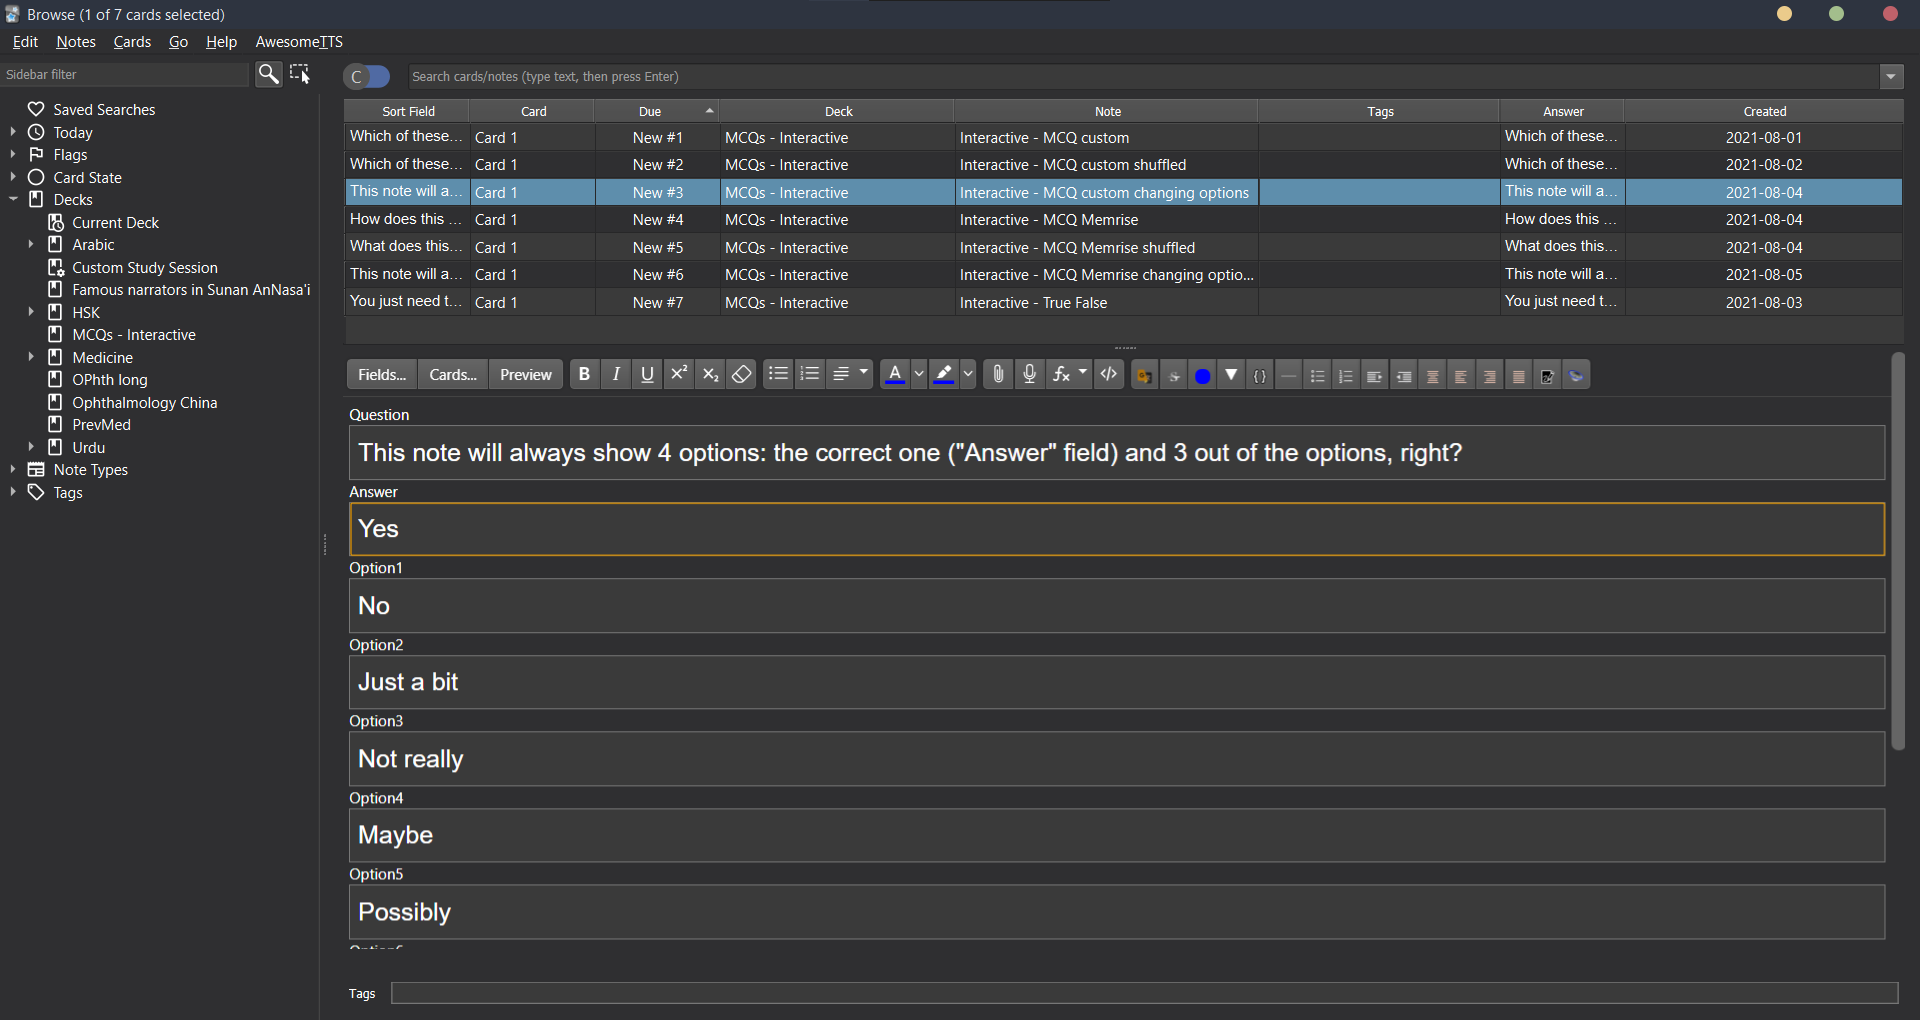 Browse (1 of 7 cards selected)
Edit Notes Cards Go Help AwesomeTTS
Sidebar filter
C Search cards/notes (type text, then press Enter)
Saved Searches
Today
Flags
Card State
Decks
Current Deck
Arabic
Custom Study Session
Famous narrators in Sunan AnNasa'i
HSK
MCQs - Interactive
Medicine
OPhth long
Ophthalmology China
PrevMed
Urdu
Note Types
Tags
Sort Field Card Due Deck Note Tags Answer Created
Which of these... Card 1 New #1 MCQs - Interactive Interactive - MCQ custom Which of these... 2021-08-01
Which of these... Card 1 New #2 MCQs - Interactive Interactive - MCQ custom shuffled Which of these... 2021-08-02
This note will a... Card 1 New #3 MCQs - Interactive Interactive - MCQ custom changing options This note will a... 2021-08-04
How does this ... Card 1 New #4 MCQs - Interactive Interactive - MCQ Memrise How does this ... 2021-08-04
What does this... Card 1 New #5 MCQs - Interactive Interactive - MCQ Memrise shuffled What does this... 2021-08-04
This note will a... Card 1 New #6 MCQs - Interactive Interactive - MCQ Memrise changing optio... This note will a... 2021-08-05
You just need t... Card 1 New #7 MCQs - Interactive Interactive - True False You just need t... 2021-08-03
Fields... Cards... Preview B I U x² x₂ A fx </> S {}
Question
This note will always show 4 options: the correct one ("Answer" field) and 3 out of the options, right?
Answer
Yes
Option1
No
Option2
Just a bit
Option3
Not really
Option4
Maybe
Option5
Possibly
Tags